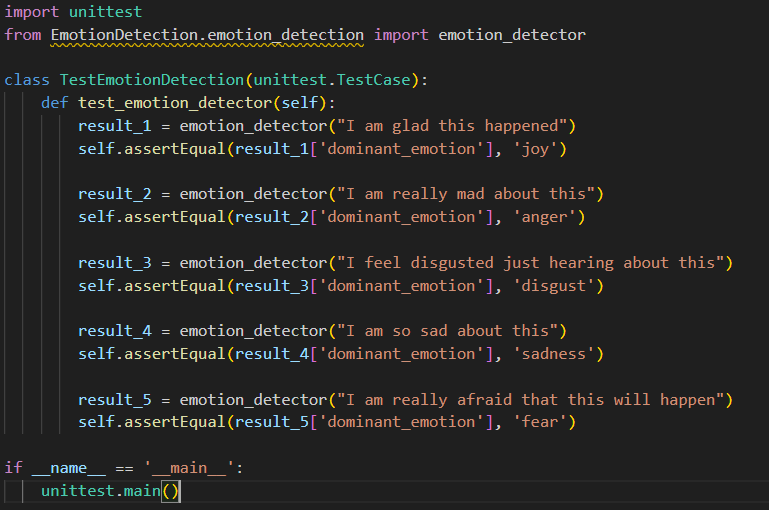 import unittest
from EmotionDetection.emotion_detection import emotion_detector

class TestEmotionDetection(unittest.TestCase):
    def test_emotion_detector(self):
        result_1 = emotion_detector("I am glad this happened")
        self.assertEqual(result_1['dominant_emotion'], 'joy')

        result_2 = emotion_detector("I am really mad about this")
        self.assertEqual(result_2['dominant_emotion'], 'anger')

        result_3 = emotion_detector("I feel disgusted just hearing about this")
        self.assertEqual(result_3['dominant_emotion'], 'disgust')

        result_4 = emotion_detector("I am so sad about this")
        self.assertEqual(result_4['dominant_emotion'], 'sadness')

        result_5 = emotion_detector("I am really afraid that this will happen")
        self.assertEqual(result_5['dominant_emotion'], 'fear')

if __name__ == '__main__':
    unittest.main()